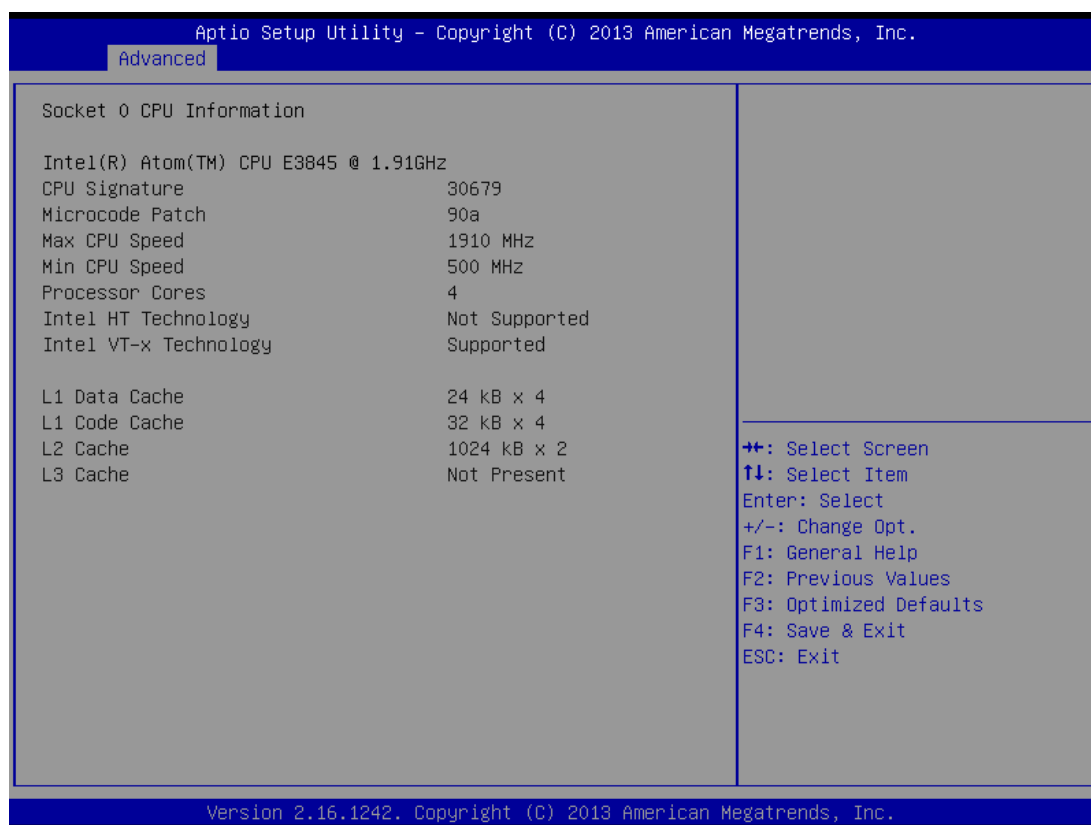 Aptio Setup Utility – Copyright (C) 2013 American Megatrends, Inc.
Advanced
Socket 0 CPU Information
Intel(R) Atom(TM) CPU E3845 @ 1.91GHz
CPU Signature 30679
Microcode Patch 90a
Max CPU Speed 1910 MHz
Min CPU Speed 500 MHz
Processor Cores 4
Intel HT Technology Not Supported
Intel VT-x Technology Supported
L1 Data Cache 24 kB x 4
L1 Code Cache 32 kB x 4
L2 Cache 1024 kB x 2
L3 Cache Not Present
→←: Select Screen
↑↓: Select Item
Enter: Select
+/-: Change Opt.
F1: General Help
F2: Previous Values
F3: Optimized Defaults
F4: Save & Exit
ESC: Exit
Version 2.16.1242. Copyright (C) 2013 American Megatrends, Inc.